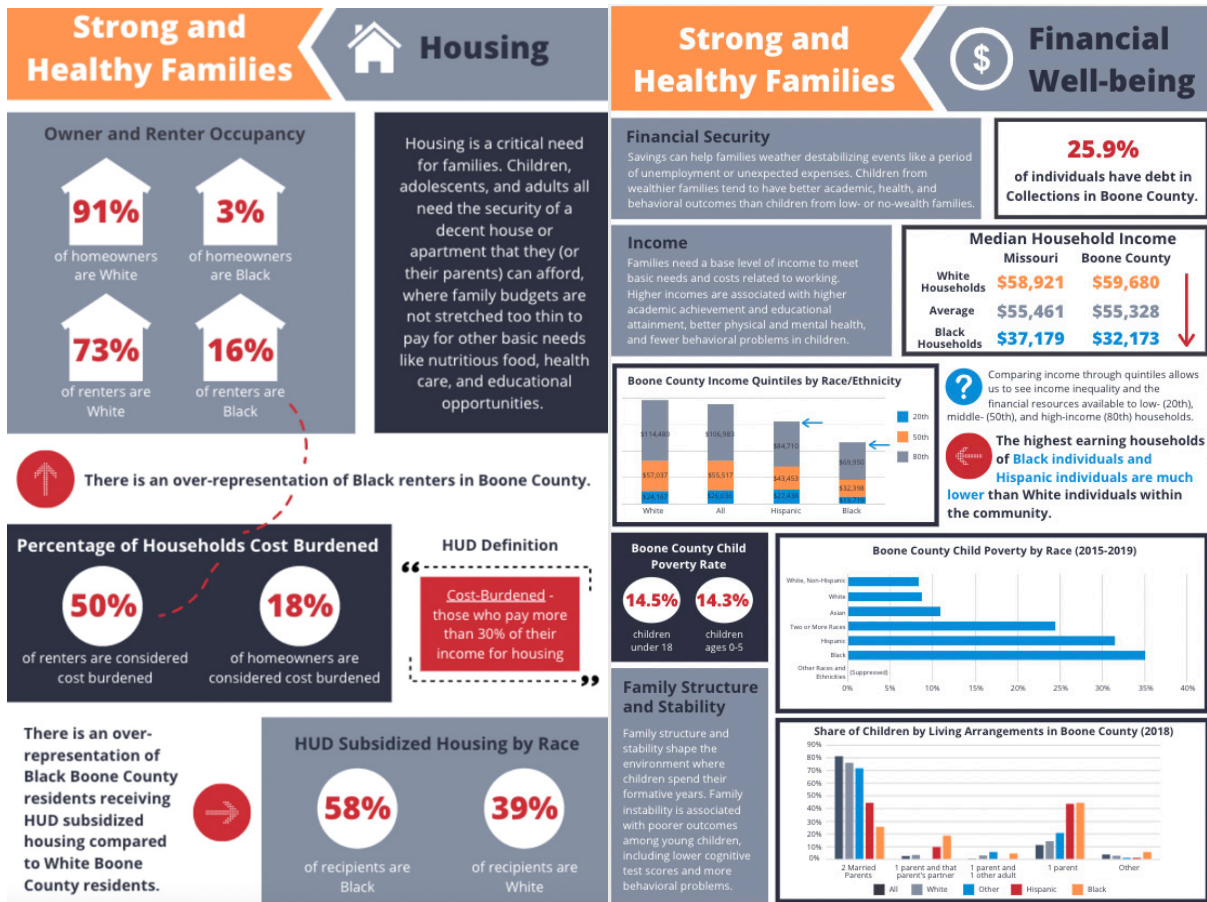 Strong and
Healthy Families
Housing
Owner and Renter Occupancy
91%
of homeowners
are White
3%
of homeowners
are Black
73%
of renters are
White
16%
of renters are
Black
Housing is a critical need
for families. Children,
adolescents, and adults all
need the security of a
decent house or
apartment that they (or
their parents) can afford,
where family budgets are
not stretched too thin to
pay for other basic needs
like nutritious food, health
care, and educational
opportunities.
There is an over-representation of Black renters in Boone County.
Percentage of Households Cost Burdened
50%
of renters are considered
cost burdened
18%
of homeowners are
considered cost burdened
HUD Definition
“
Cost-Burdened -
those who pay more
than 30% of their
income for housing
”
There is an over-
representation of
Black Boone County
residents receiving
HUD subsidized
housing compared
to White Boone
County residents.
HUD Subsidized Housing by Race
58%
of recipients are
Black
39%
of recipients are
White
Strong and
Healthy Families
$
Financial
Well-being
Financial Security
Savings can help families weather destabilizing events like a period
of unemployment or unexpected expenses. Children from
wealthier families tend to have better academic, health, and
behavioral outcomes than children from low- or no-wealth families.
25.9%
of individuals have debt in
Collections in Boone County.
Income
Families need a base level of income to meet
basic needs and costs related to working.
Higher incomes are associated with higher
academic achievement and educational
attainment, better physical and mental health,
and fewer behavioral problems in children.
Median Household Income
Missouri Boone County
White
Households $58,921 $59,680
Average $55,461 $55,328
Black
Households $37,179 $32,173
Boone County Income Quintiles by Race/Ethnicity
$114,480 $106,983 $84,710 $69,950
$57,037 $55,517 $43,453 $32,398
$24,167 $27,436
White All Hispanic Black
20th
50th
80th
?
Comparing income through quintiles allows
us to see income inequality and the
financial resources available to low- (20th),
middle- (50th), and high-income (80th) households.
The highest earning households
of Black individuals and
Hispanic individuals are much
lower than White individuals within
the community.
Boone County Child
Poverty Rate
14.5%
children
under 18
14.3%
children
ages 0-5
Boone County Child Poverty by Race (2015-2019)
White, Non-Hispanic
White
Asian
Two or More Races
Hispanic
Black
Other Races and
Ethnicities
(Suppressed)
0% 5% 10% 15% 20% 25% 30% 35% 40%
Family Structure
and Stability
Family structure and
stability shape the
environment where
children spend their
formative years. Family
instability is associated
with poorer outcomes
among young children,
including lower cognitive
test scores and more
behavioral problems.
Share of Children by Living Arrangements in Boone County (2018)
90%
80%
70%
60%
50%
40%
30%
20%
10%
0%
2 Married
Parents
1 parent and that
parent's partner
1 parent and
1 other adult
1 parent
Other
All White Other Hispanic Black